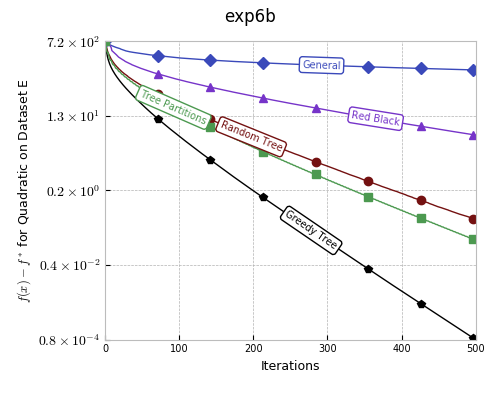 exp6b
f(x) − f* for Quadratic on Dataset E
7.2 × 10²
1.3 × 10¹
0.2 × 10⁰
0.4 × 10⁻²
0.8 × 10⁻⁴
General
Red Black
Tree Partitions
Random Tree
Greedy Tree
0 100 200 300 400 500
Iterations